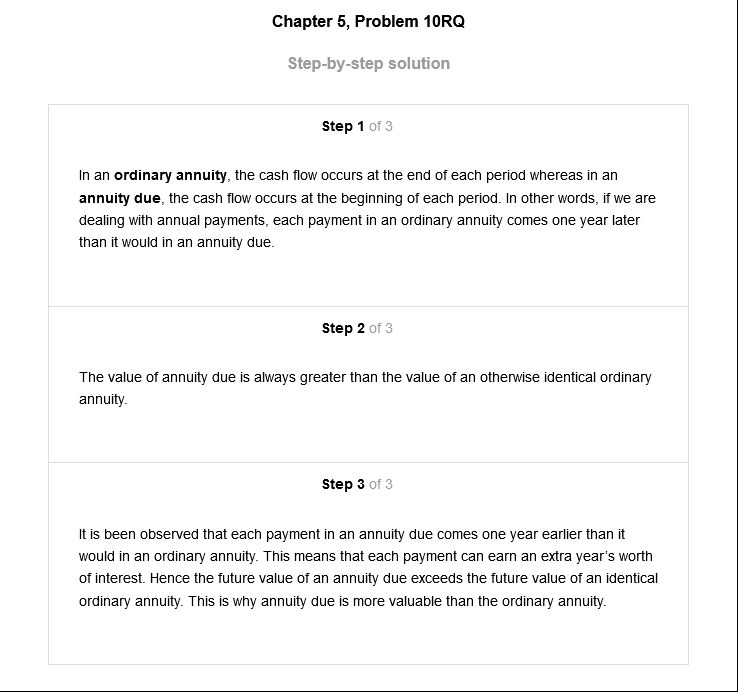 Chapter 5, Problem 10RQ
Step-by-step solution
Step 1 of 3
In an ordinary annuity, the cash flow occurs at the end of each period whereas in an
annuity due, the cash flow occurs at the beginning of each period. In other words, if we are
dealing with annual payments, each payment in an ordinary annuity comes one year later
than it would in an annuity due.
Step 2 of 3
The value of annuity due is always greater than the value of an otherwise identical ordinary
annuity.
Step 3 of 3
It is been observed that each payment in an annuity due comes one year earlier than it
would in an ordinary annuity. This means that each payment can earn an extra year’s worth
of interest. Hence the future value of an annuity due exceeds the future value of an identical
ordinary annuity. This is why annuity due is more valuable than the ordinary annuity.